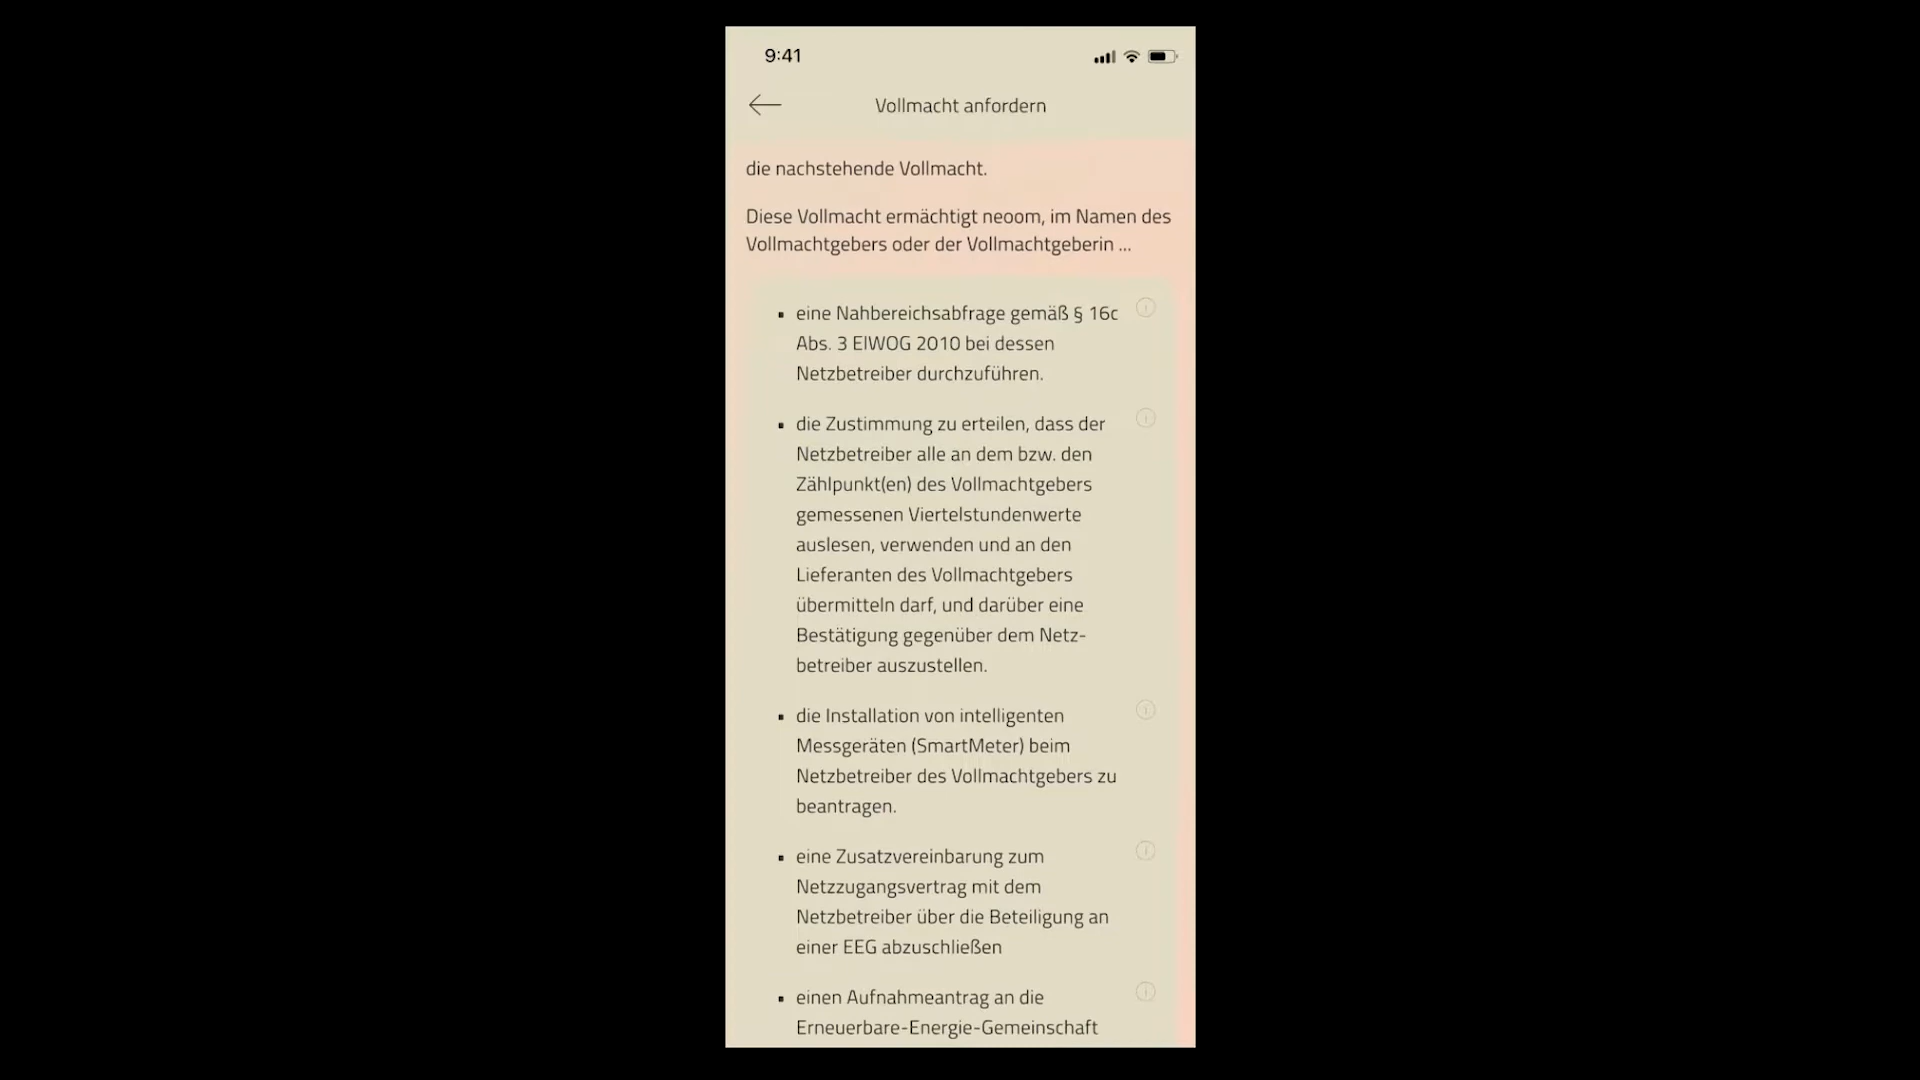 9:41
Vollmacht anfordern
die nachstehende Vollmacht.
Diese Vollmacht ermächtigt neoom, im Namen des
Vollmachtgebers oder der Vollmachtgeberin ...
▪ eine Nahbereichsabfrage gemäß § 16c
Abs. 3 ElWOG 2010 bei dessen
Netzbetreiber durchzuführen.
▪ die Zustimmung zu erteilen, dass der
Netzbetreiber alle an dem bzw. den
Zählpunkt(en) des Vollmachtgebers
gemessenen Viertelstundenwerte
auslesen, verwenden und an den
Lieferanten des Vollmachtgebers
übermitteln darf, und darüber eine
Bestätigung gegenüber dem Netz-
betreiber auszustellen.
▪ die Installation von intelligenten
Messgeräten (SmartMeter) beim
Netzbetreiber des Vollmachtgebers zu
beantragen.
▪ eine Zusatzvereinbarung zum
Netzzugangsvertrag mit dem
Netzbetreiber über die Beteiligung an
einer EEG abzuschließen
▪ einen Aufnahmeantrag an die
Erneuerbare-Energie-Gemeinschaft